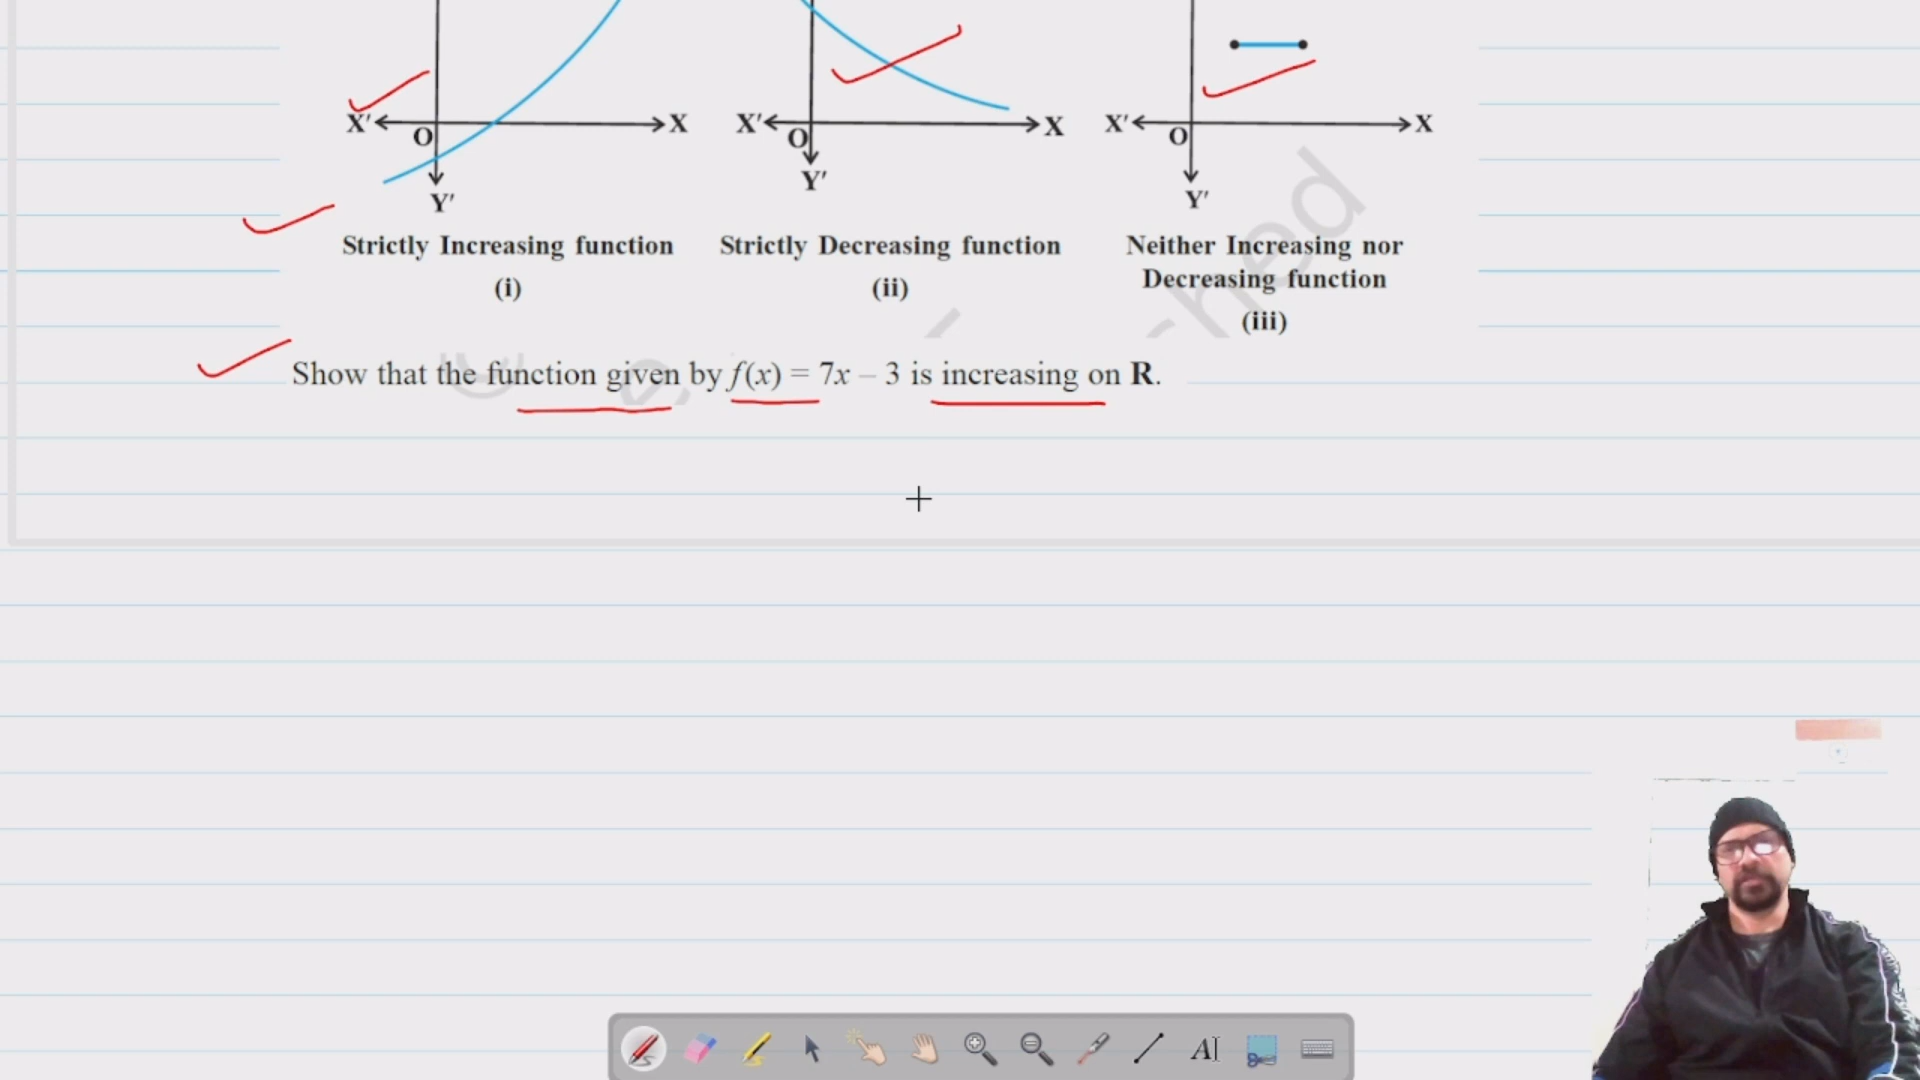 X' O X
Y'
X' O X
Y'
X' O X
Y'
Strictly Increasing function
(i)
Strictly Decreasing function
(ii)
Neither Increasing nor
Decreasing function
(iii)
Show that the function given by f(x) = 7x – 3 is increasing on R.
AI